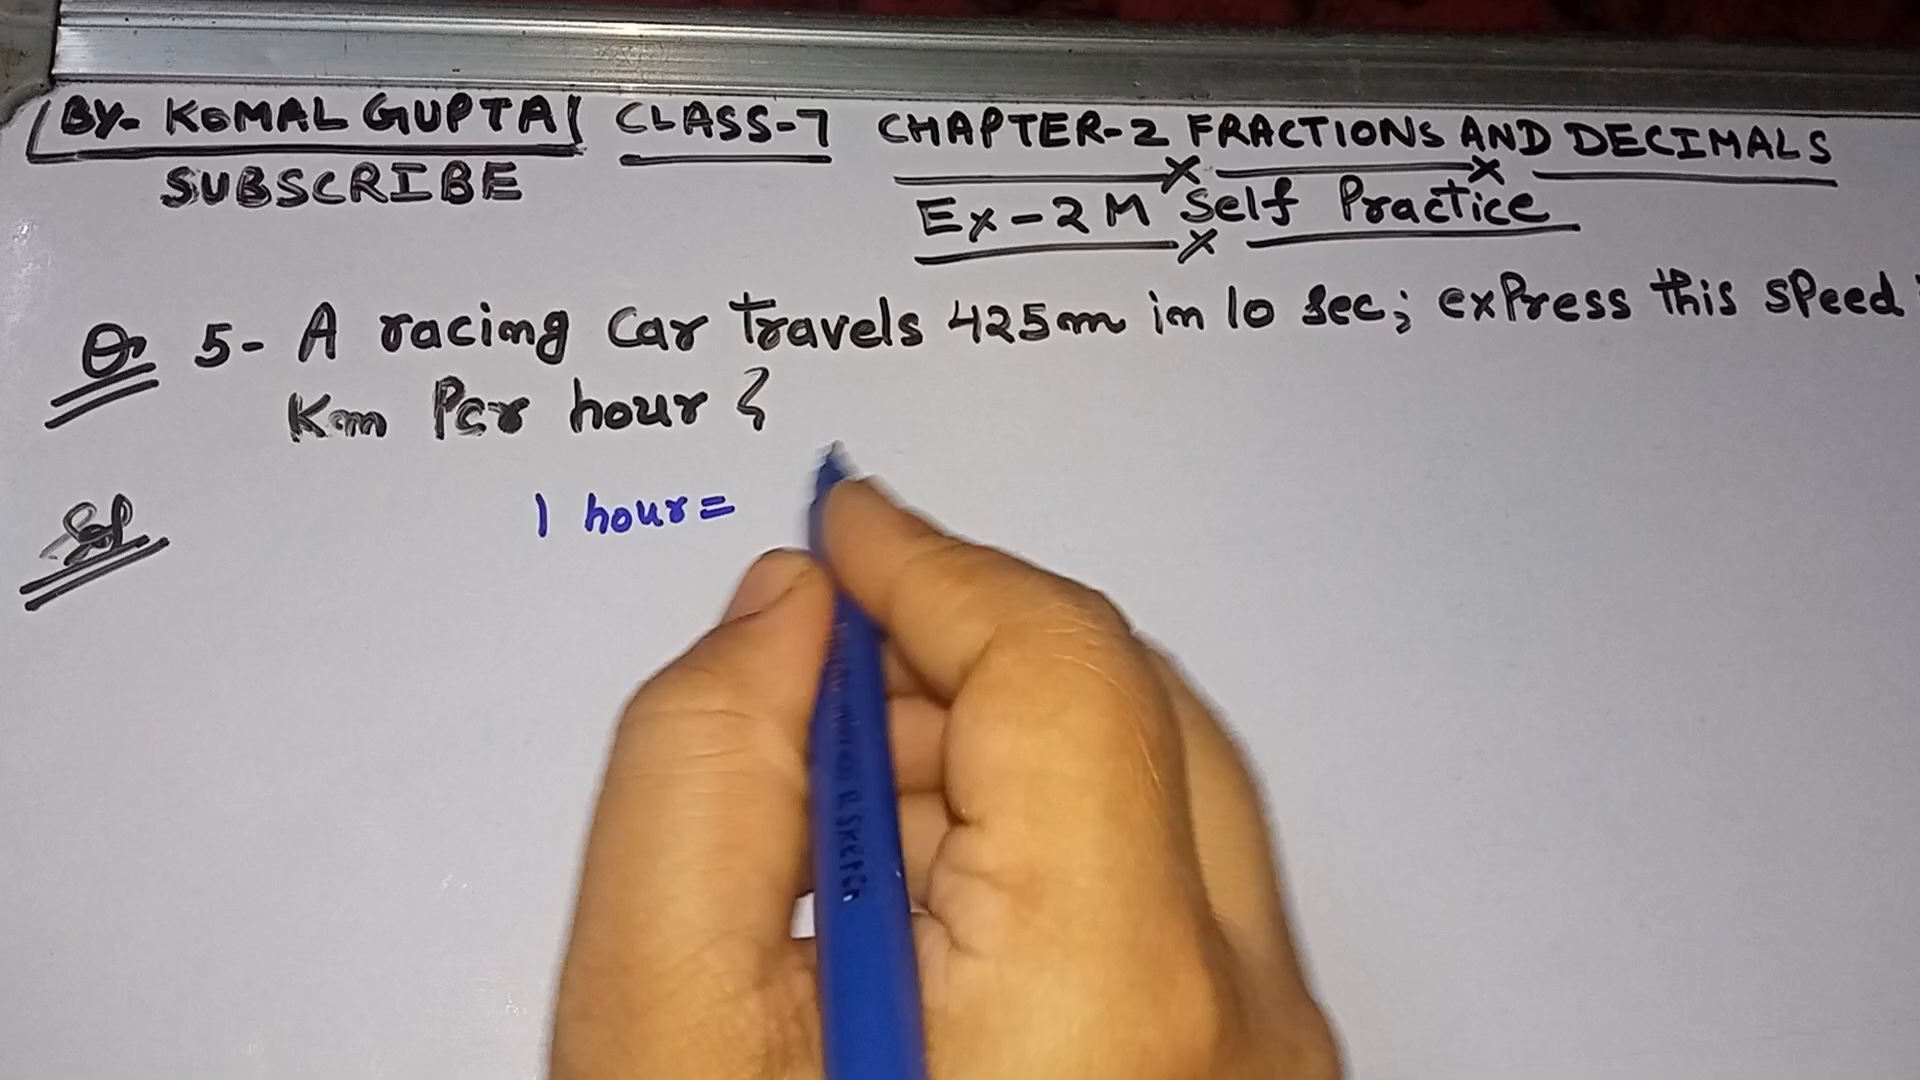 BY- KOMAL GUPTA CLASS-7 CHAPTER-2 FRACTIONS AND DECIMALS
SUBSCRIBE Ex-2M Self Practice
Q 5- A racing Car Travels 425m in 10 Sec; exPress this sPeed
Km Per hour ?
Sol
1 hour =